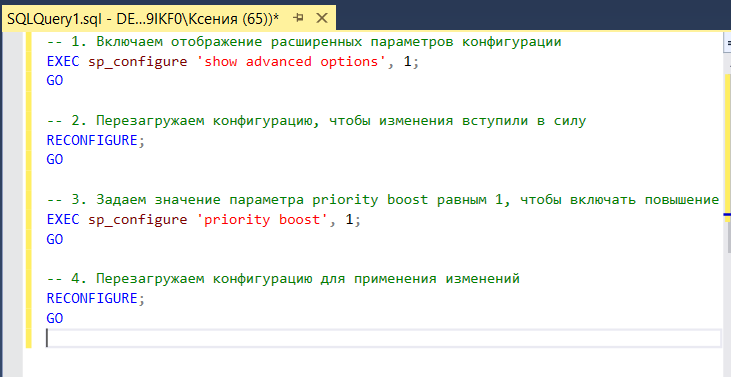 SQLQuery1.sql - DE...9IKF0\Ксения (65))*
-- 1. Включаем отображение расширенных параметров конфигурации
EXEC sp_configure 'show advanced options', 1;
GO
-- 2. Перезагружаем конфигурацию, чтобы изменения вступили в силу
RECONFIGURE;
GO
-- 3. Задаем значение параметра priority boost равным 1, чтобы включать повышение
EXEC sp_configure 'priority boost', 1;
GO
-- 4. Перезагружаем конфигурацию для применения изменений
RECONFIGURE;
GO